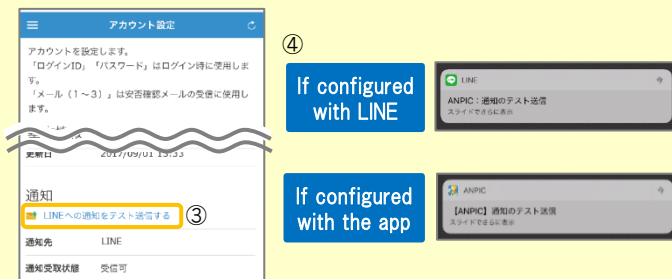 アカウント設定
アカウントを設定します。
「ログインID」「パスワード」はログイン時に使用しま
す。
「メール（1～3）」は安否確認メールの受信に使用し
ます。
更新日 2017/09/01 13:33
通知
LINEへの通知をテスト送信する
③
通知先 LINE
通知受取状態 受信可
④
If configured
with LINE
LINE
ANPIC：通知のテスト送信
スライドでさらに表示
If configured
with the app
ANPIC
【ANPIC】通知のテスト送信
スライドでさらに表示